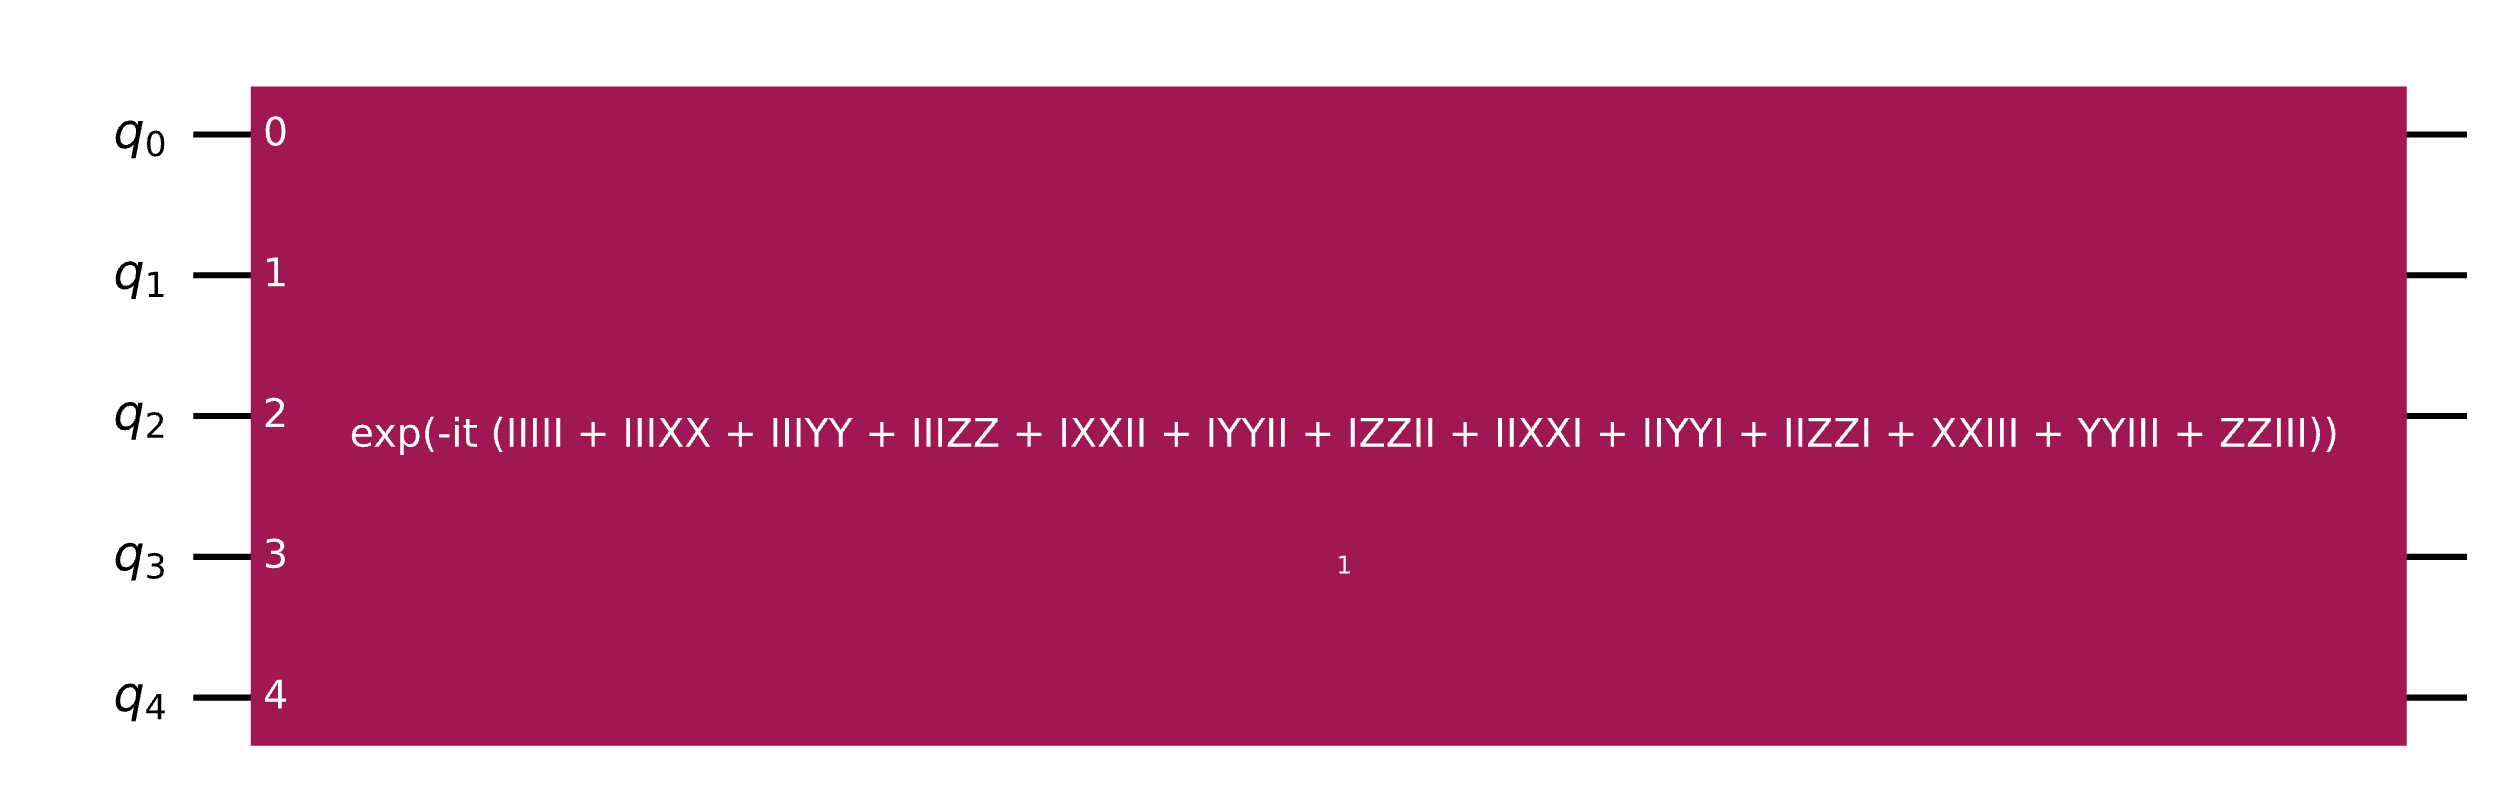 q0 0
q1 1
q2 2
exp(-it (IIIII + IIIXX + IIIYY + IIIZZ + IXXII + IYYII + IZZII + IIXXI + IIYYI + IIZZI + XXIII + YYIII + ZZIII))
q3 3
1
q4 4